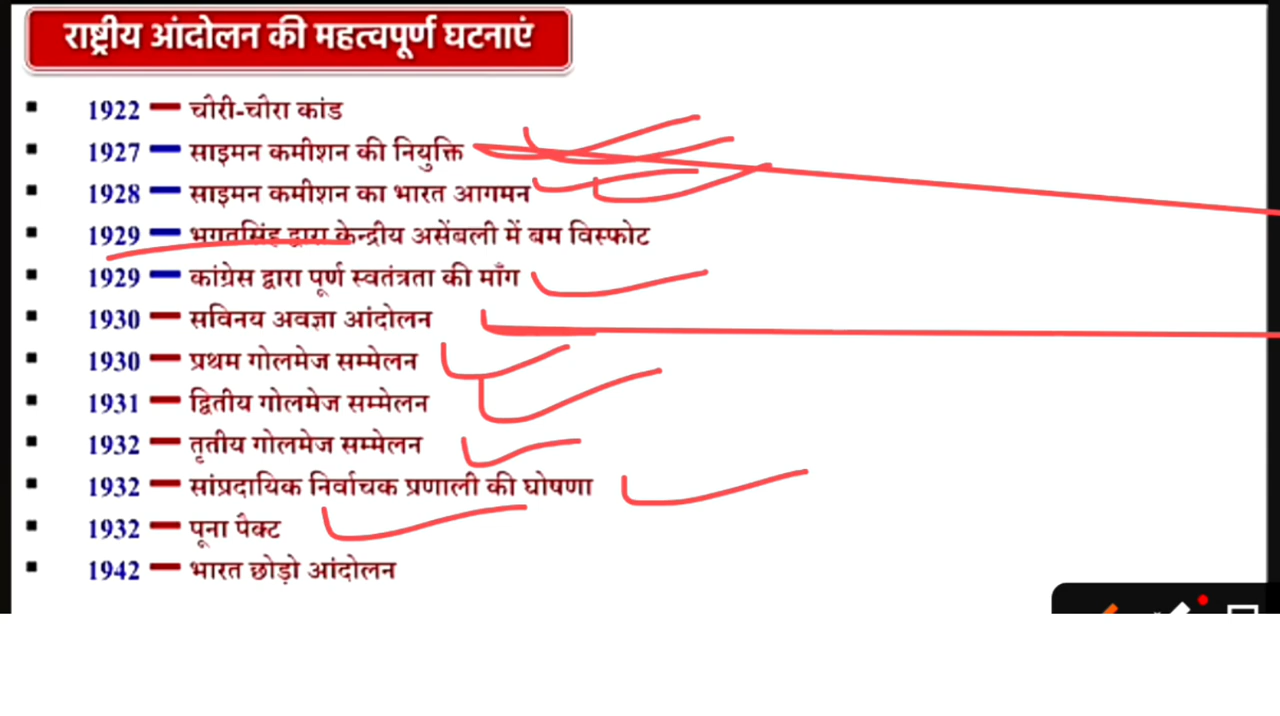 राष्ट्रीय आंदोलन की महत्वपूर्ण घटनाएं
1922 — चौरी-चौरा कांड
1927 — साइमन कमीशन की नियुक्ति
1928 — साइमन कमीशन का भारत आगमन
1929 — भगतसिंह द्वारा केन्द्रीय असेंबली में बम विस्फोट
1929 — कांग्रेस द्वारा पूर्ण स्वतंत्रता की माँग
1930 — सविनय अवज्ञा आंदोलन
1930 — प्रथम गोलमेज सम्मेलन
1931 — द्वितीय गोलमेज सम्मेलन
1932 — तृतीय गोलमेज सम्मेलन
1932 — सांप्रदायिक निर्वाचक प्रणाली की घोषणा
1932 — पूना पैक्ट
1942 — भारत छोड़ो आंदोलन